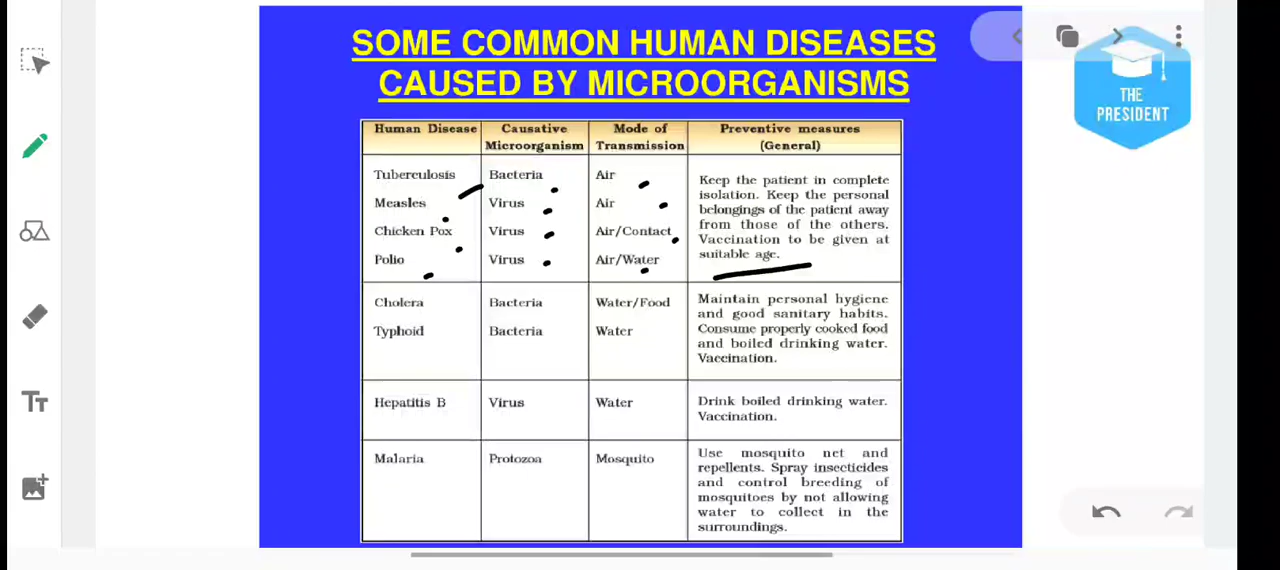 SOME COMMON HUMAN DISEASES
CAUSED BY MICROORGANISMS
THE
PRESIDENT
Human Disease Causative Microorganism Mode of Transmission Preventive measures (General)
Tuberculosis Bacteria Air
Measles Virus Air
Chicken Pox Virus Air/Contact
Polio Virus Air/Water
Keep the patient in complete
isolation. Keep the personal
belongings of the patient away
from those of the others.
Vaccination to be given at
suitable age.
Cholera Bacteria Water/Food
Typhoid Bacteria Water
Maintain personal hygiene
and good sanitary habits.
Consume properly cooked food
and boiled drinking water.
Vaccination.
Hepatitis B Virus Water
Drink boiled drinking water.
Vaccination.
Malaria Protozoa Mosquito
Use mosquito net and
repellents. Spray insecticides
and control breeding of
mosquitoes by not allowing
water to collect in the
surroundings.
TT